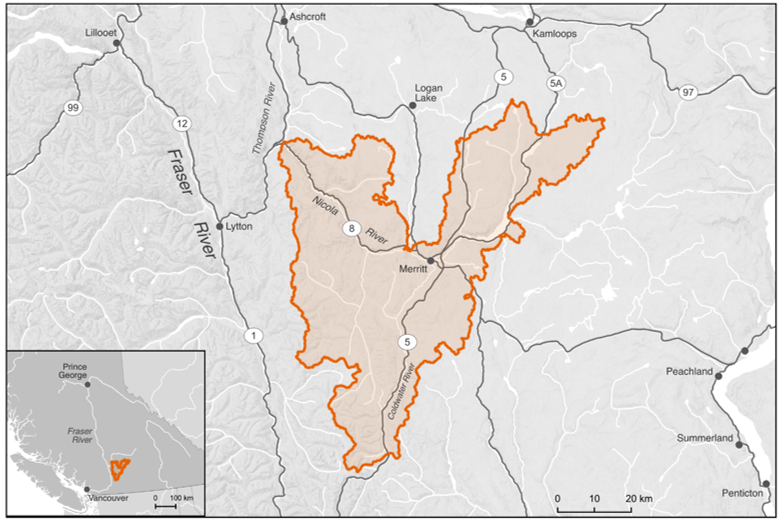 Lillooet
Ashcroft
Kamloops
5
5A
Logan
Lake
97
99
12
Thompson River
Fraser
River
Nicola
River
8
Lytton
Merritt
1
5
Coldwater River
Peachland
Summerland
Penticton
Prince
George
Fraser
River
Vancouver
0 100 km
0 10 20 km